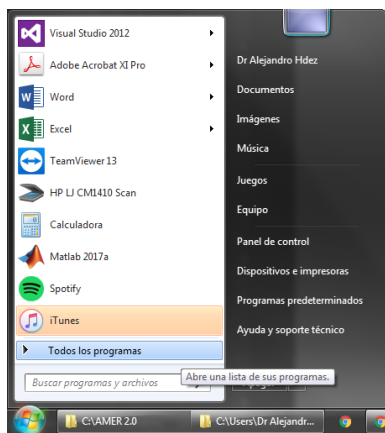 Visual Studio 2012
Adobe Acrobat XI Pro
Word
Excel
TeamViewer 13
HP LJ CM1410 Scan
Calculadora
Matlab 2017a
Spotify
iTunes
Todos los programas
Buscar programas y archivos
Dr Alejandro Hdez
Documentos
Imágenes
Música
Juegos
Equipo
Panel de control
Dispositivos e impresoras
Programas predeterminados
Ayuda y soporte técnico
Abre una lista de sus programas.
C:\AMER 2.0
C:\Users\Dr Alejandr...